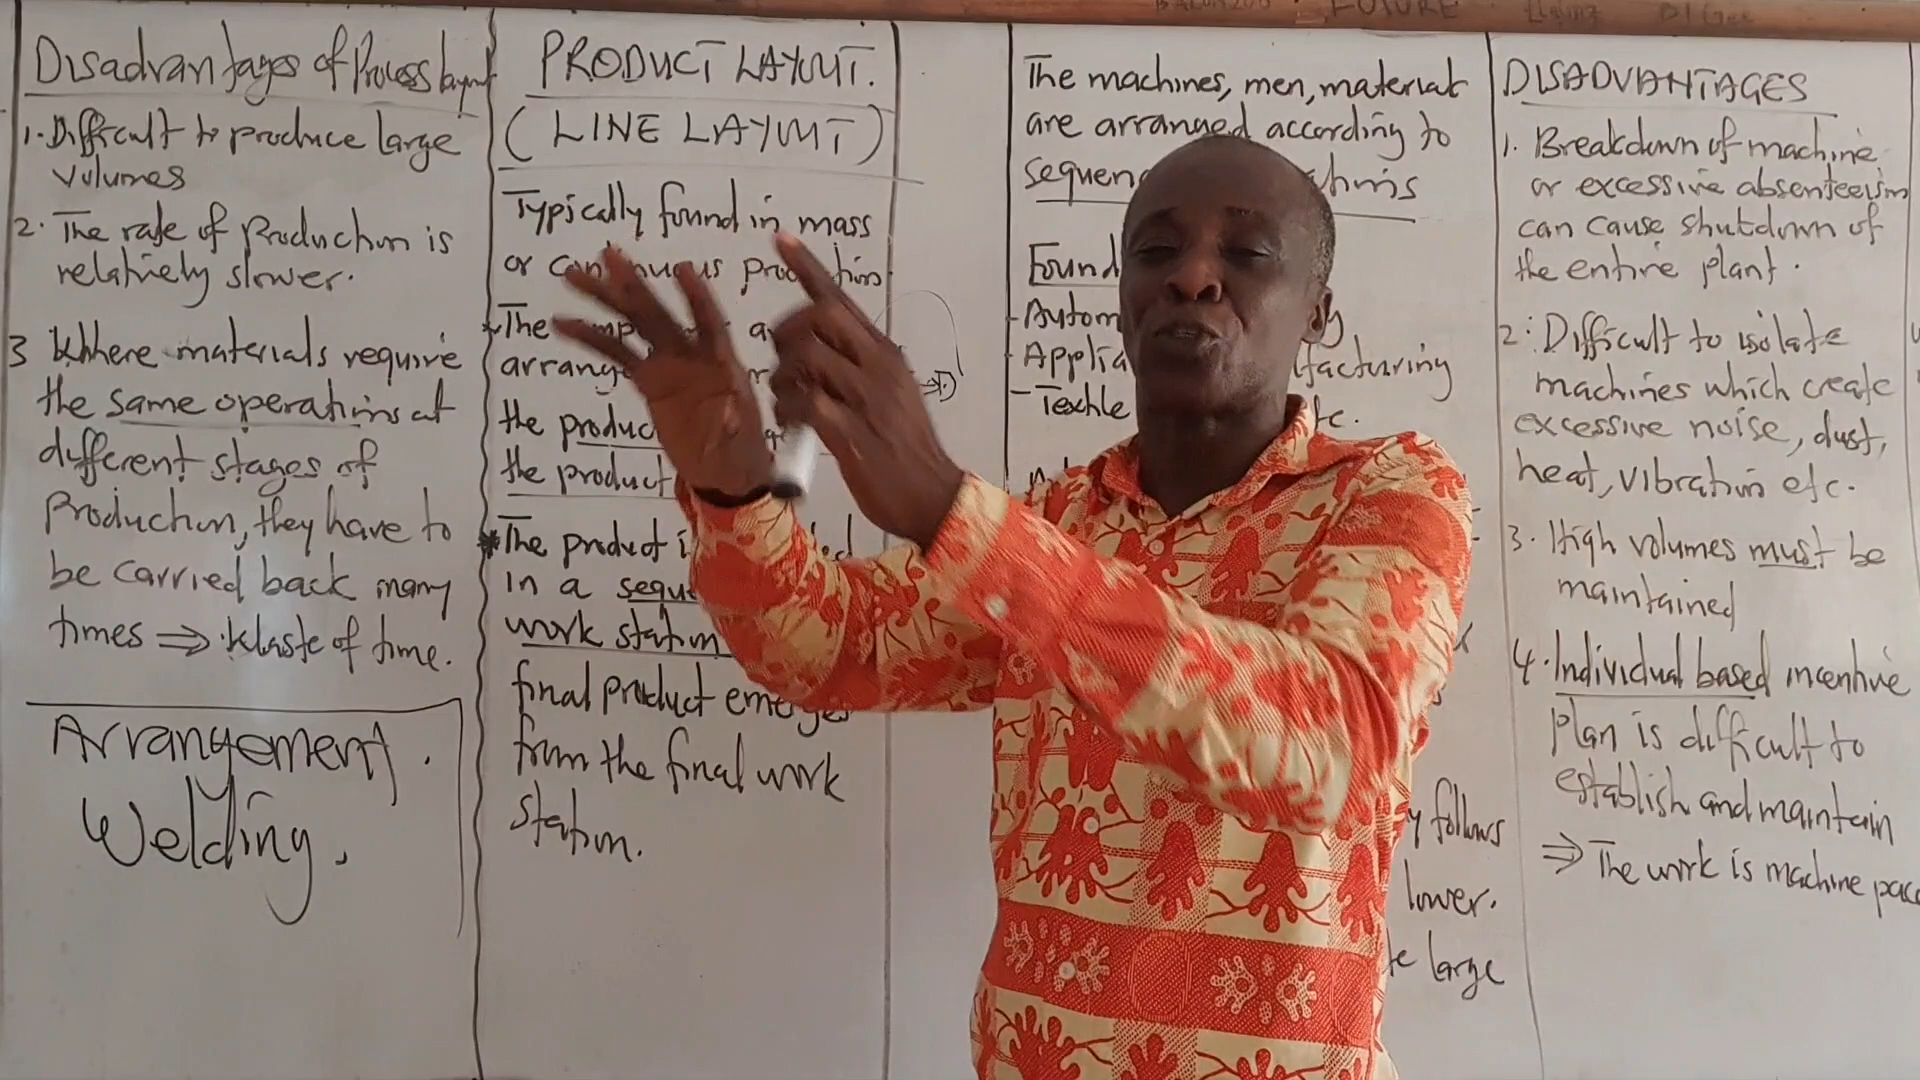 FUTURE
Disadvantages of Process layout
1. Difficult to produce large
volumes
2. The rate of Production is
relatively slower.
3 Where materials require
the same operations at
different stages of
Production, they have to
be carried back many
times ⇒ Waste of time.
Arrangement.
Welding.
PRODUCT LAYOUT.
(LINE LAYOUT)
Typically found in mass
or continuous production
The
arrang
the produc
the product
* The product i
in a sequ
work station
final product emerges
from the final work
station.
The machines, men, materials
are arranged according to
sequen
Found
- Autom y
- Applia facturing
- Textile tc.
y follows
lower.
te large
DISADVANTAGES
1. Breakdown of machine
or excessive absenteeism
can cause shutdown of
the entire plant.
2. Difficult to isolate
machines which create
excessive noise, dust,
heat, vibration etc.
3. High volumes must be
maintained
4. Individual based incentive
Plan is difficult to
establish and maintain
⇒ The work is machine pace